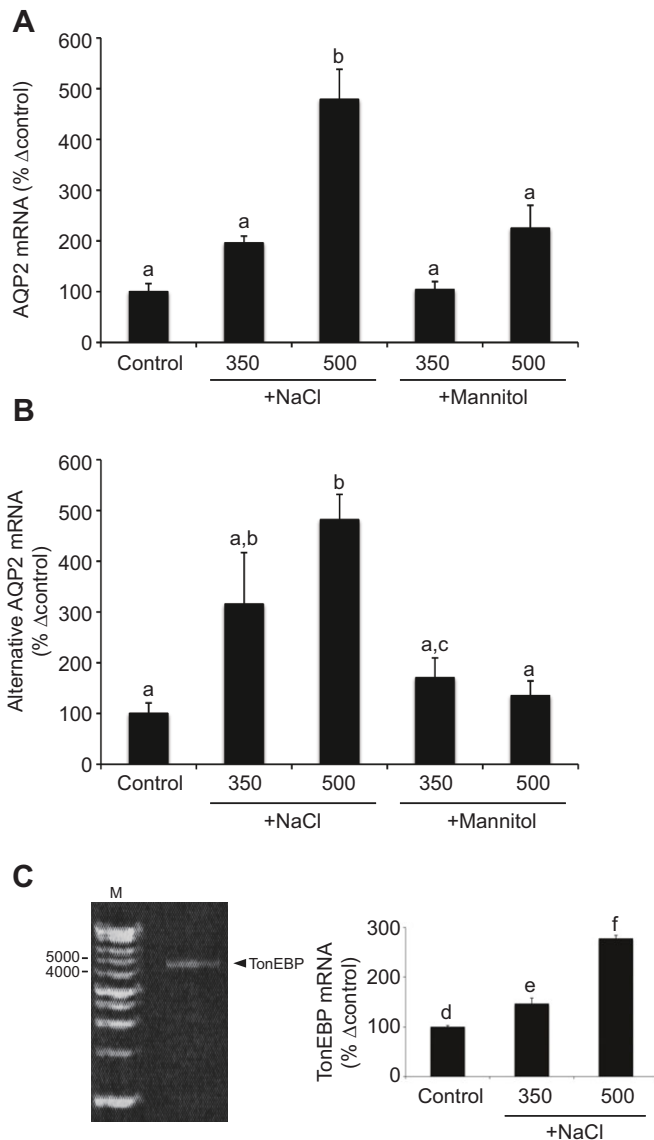 A
AQP2 mRNA (% Δcontrol)
600
500
400
300
200
100
0
a
a
b
a
a
Control
350
500
350
500
+NaCl
+Mannitol
B
Alternative AQP2 mRNA
(% Δcontrol)
600
500
400
300
200
100
0
a
a,b
b
a,c
a
Control
350
500
350
500
+NaCl
+Mannitol
C
M
5000
4000
TonEBP
TonEBP mRNA
(% Δcontrol)
300
200
100
0
d
e
f
Control
350
500
+NaCl